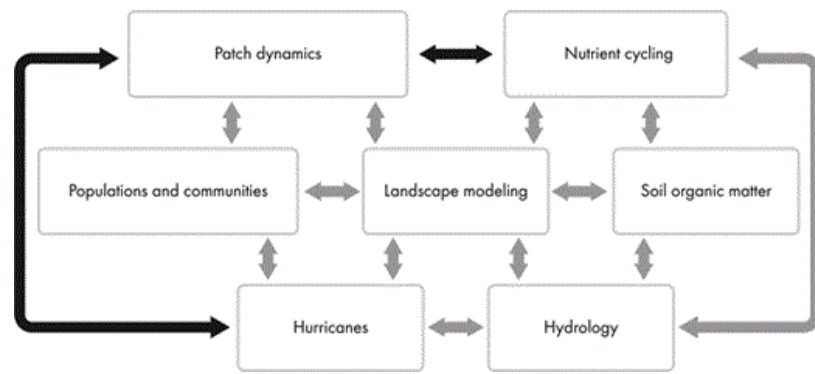 Patch dynamics
Nutrient cycling
Populations and communities
Landscape modeling
Soil organic matter
Hurricanes
Hydrology